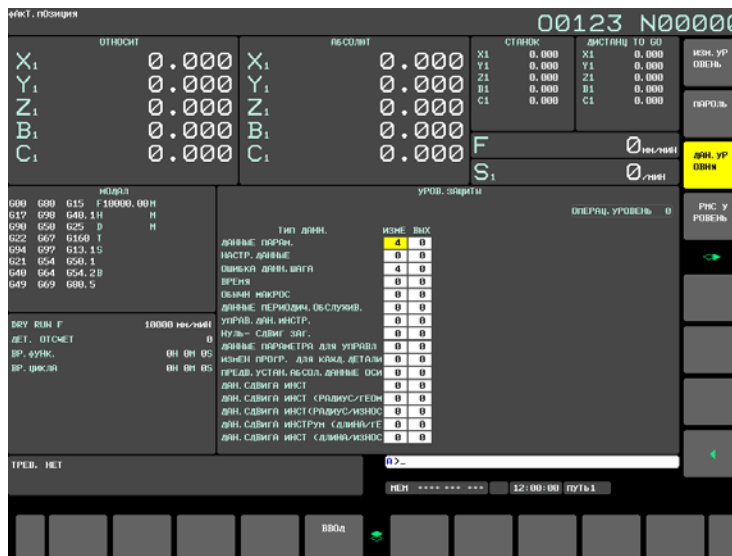 ФАКТ. ПОЗИЦИЯ
O0123 N0000
ОТНОСИТ
X1 0.000
Y1 0.000
Z1 0.000
B1 0.000
C1 0.000
АБСОЛЮТ
X1 0.000
Y1 0.000
Z1 0.000
B1 0.000
C1 0.000
СТАНОК
X1 0.000
Y1 0.000
Z1 0.000
B1 0.000
C1 0.000
ДИСТАНЦ TO GO
X1 0.000
Y1 0.000
Z1 0.000
B1 0.000
C1 0.000
F 0 ММ/МИН
S1 0 /МИН
МОДАЛ
G00 G80 G15 F10000.00 M
G17 G98 G40.1 H M
G90 G50 G25 D M
G22 G67 G160 T
G94 G97 G13.1 S
G21 G54 G50.1
G40 G64 G54.2 B
G49 G69 G80.5
DRY RUN F 10000 ММ/МИН
ДЕТ. ОТСЧЕТ 0
ВР. ФУНК. 0H 0M 0S
ВР. ЦИКЛА 0H 0M 0S
УРОВ. ЗАЩИТЫ
ОПЕРАЦ. УРОВЕНЬ 0
ТИП ДАНН. ИЗМЕ ВЫХ
ДАННЫЕ ПАРАМ. 4 0
НАСТР. ДАННЫЕ 0 0
ОШИБКА ДАНН. ШАГА 4 0
ВРЕМЯ 0 0
ОБЫЧН МАКРОС 0 0
ДАННЫЕ ПЕРИОДИЧ. ОБСЛУЖИВ. 0 0
УПРАВ. ДАН. ИНСТР. 0 0
НУЛЬ- СДВИГ ЗАГ. 0 0
ДАННЫЕ ПАРАМЕТРА ДЛЯ УПРАВЛ 0 0
ИЗМЕН ПРОГР. ДЛЯ КАЖД. ДЕТАЛИ 0 0
ПРЕДВ. УСТАН. АБСОЛ. ДАННЫЕ ОСИ 0 0
ДАН. СДВИГА ИНСТ 0 0
ДАН. СДВИГА ИНСТ (РАДИУС/ГЕОМ 0 0
ДАН. СДВИГА ИНСТ (РАДИУС/ИЗНОС 0 0
ДАН. СДВИГА ИНСТРУМ (ДЛИНА/ГЕ 0 0
ДАН. СДВИГА ИНСТ (ДЛИНА/ИЗНОС 0 0
ТРЕВ. НЕТ
A>_
MEM **** *** *** 12:00:00 ПУТЬ1
ИЗМ. УР
ОВЕНЬ
ПАРОЛЬ
ДАН. УР
ОВНЯ
PMC У
РОВЕНЬ
ВВОД